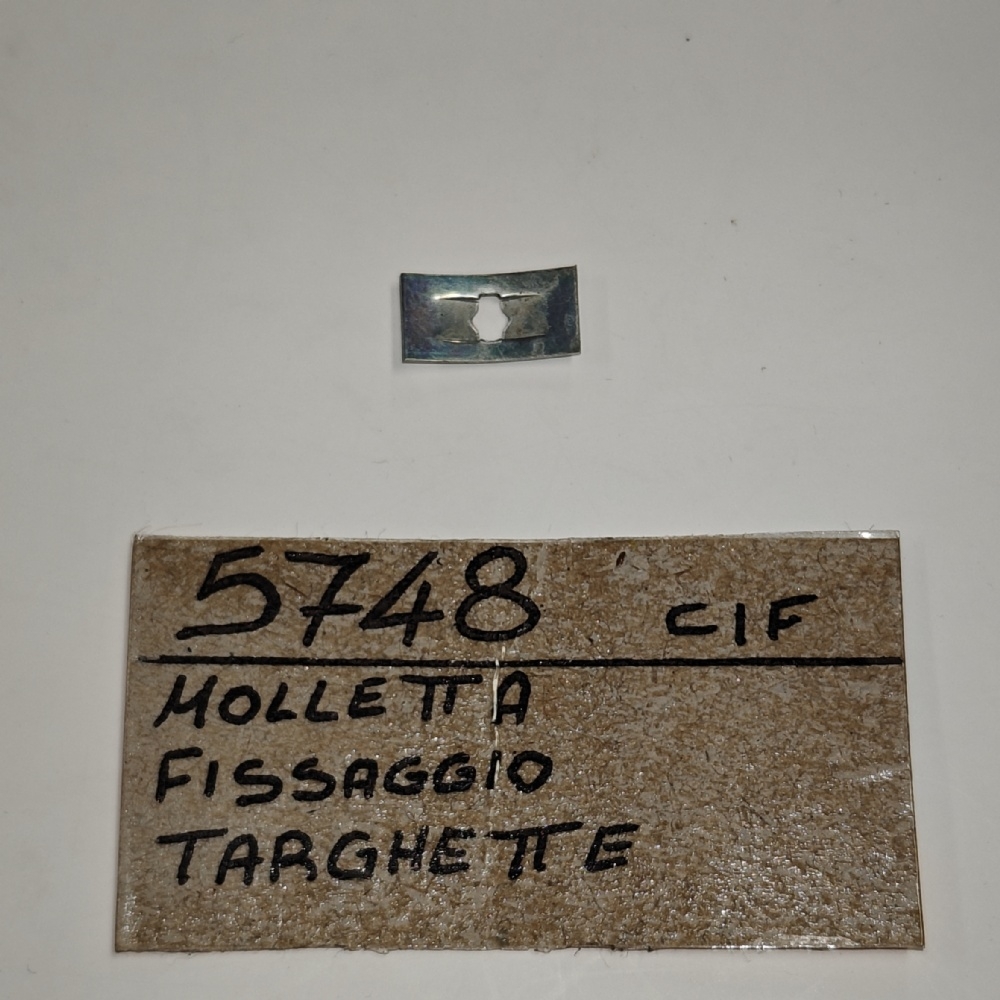 5748 CIF
MOLLETTA
FISSAGGIO
TARGHETTE